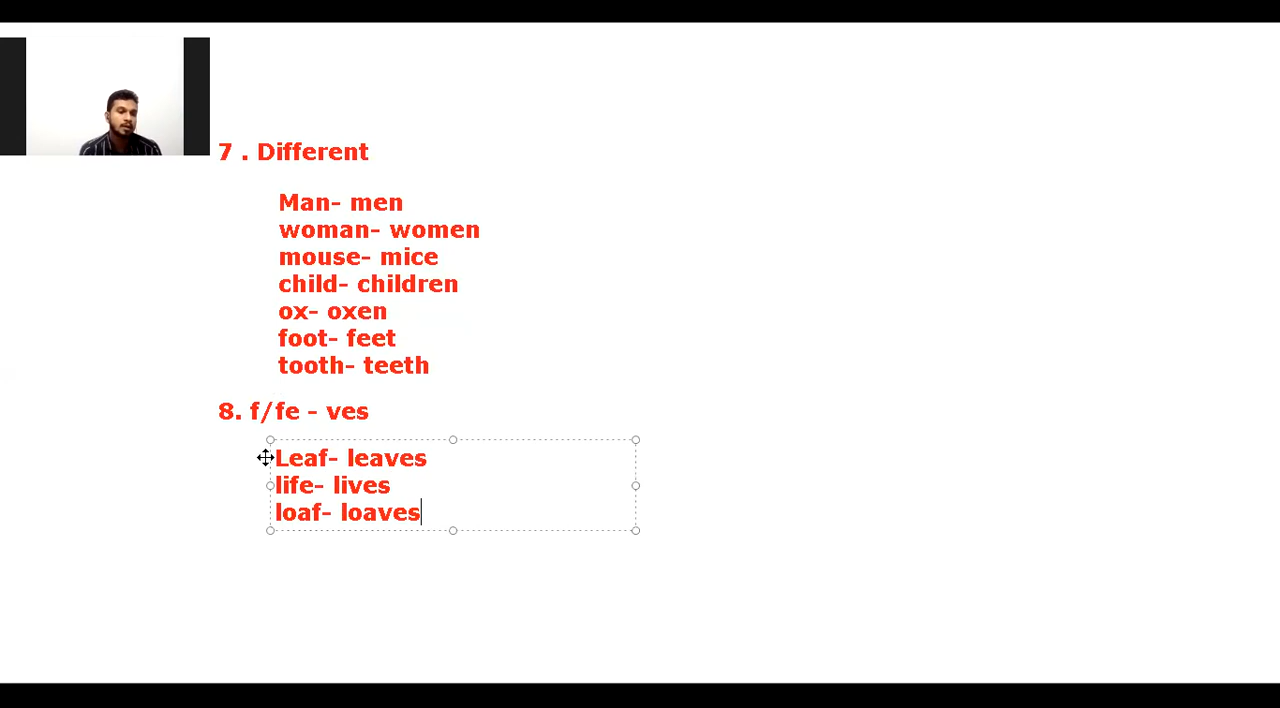 7 . Different
Man- men
woman- women
mouse- mice
child- children
ox- oxen
foot- feet
tooth- teeth
8. f/fe - ves
Leaf- leaves
life- lives
loaf- loaves